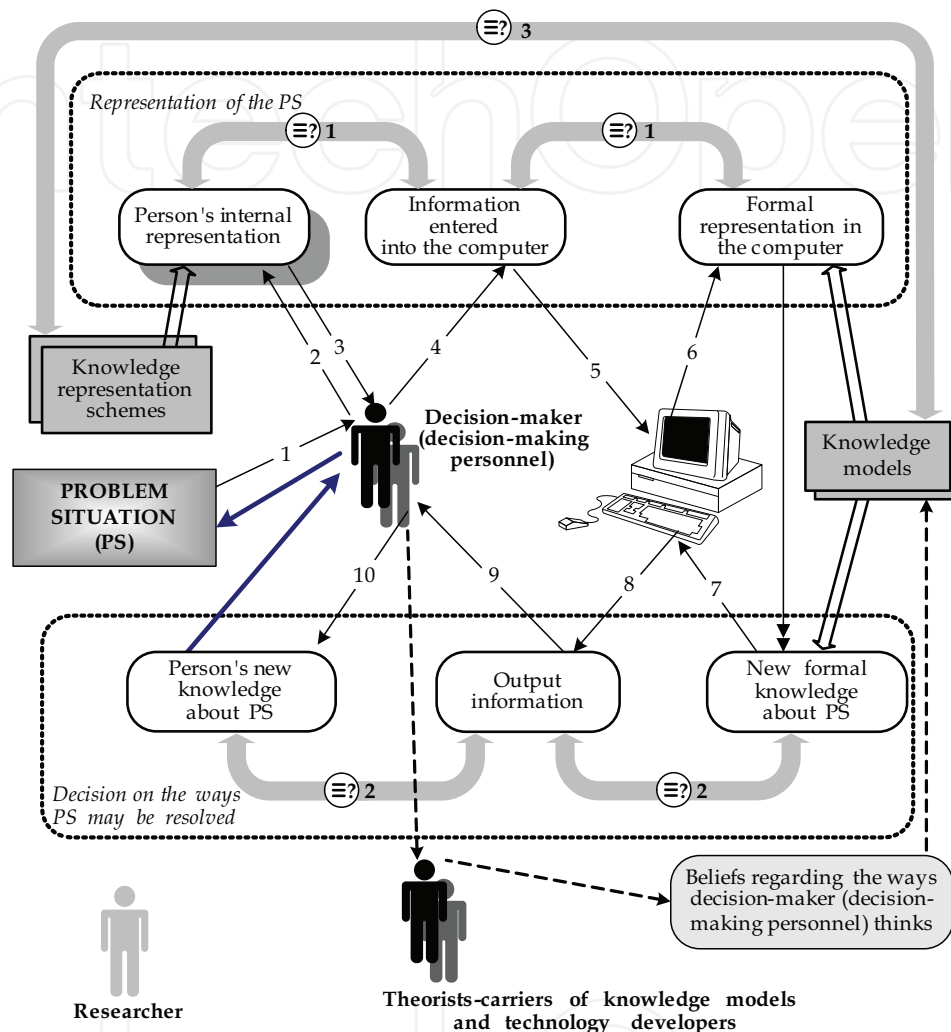 ≡? 3
Representation of the PS
≡? 1
≡? 1
Person's internal
representation
Information
entered
into the computer
Formal
representation in
the computer
2
3
4
5
6
Knowledge
representation
schemes
Decision-maker
(decision-making
personnel)
Knowledge
models
1
PROBLEM
SITUATION
(PS)
10
9
8
7
Person's new
knowledge
about PS
Output
information
New formal
knowledge
about PS
≡? 2
≡? 2
Decision on the ways
PS may be resolved
Beliefs regarding the ways
decision-maker (decision-
making personnel) thinks
Researcher
Theorists-carriers of knowledge models
and technology developers